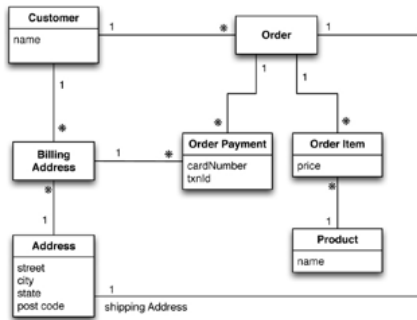 Customer
name
1
*
Order
1
1
1
1
*
*
*
Billing
Address
1
*
Order Payment
cardNumber
txnId
Order Item
price
*
1
*
1
Address
street
city
state
post code
Product
name
1
shipping Address